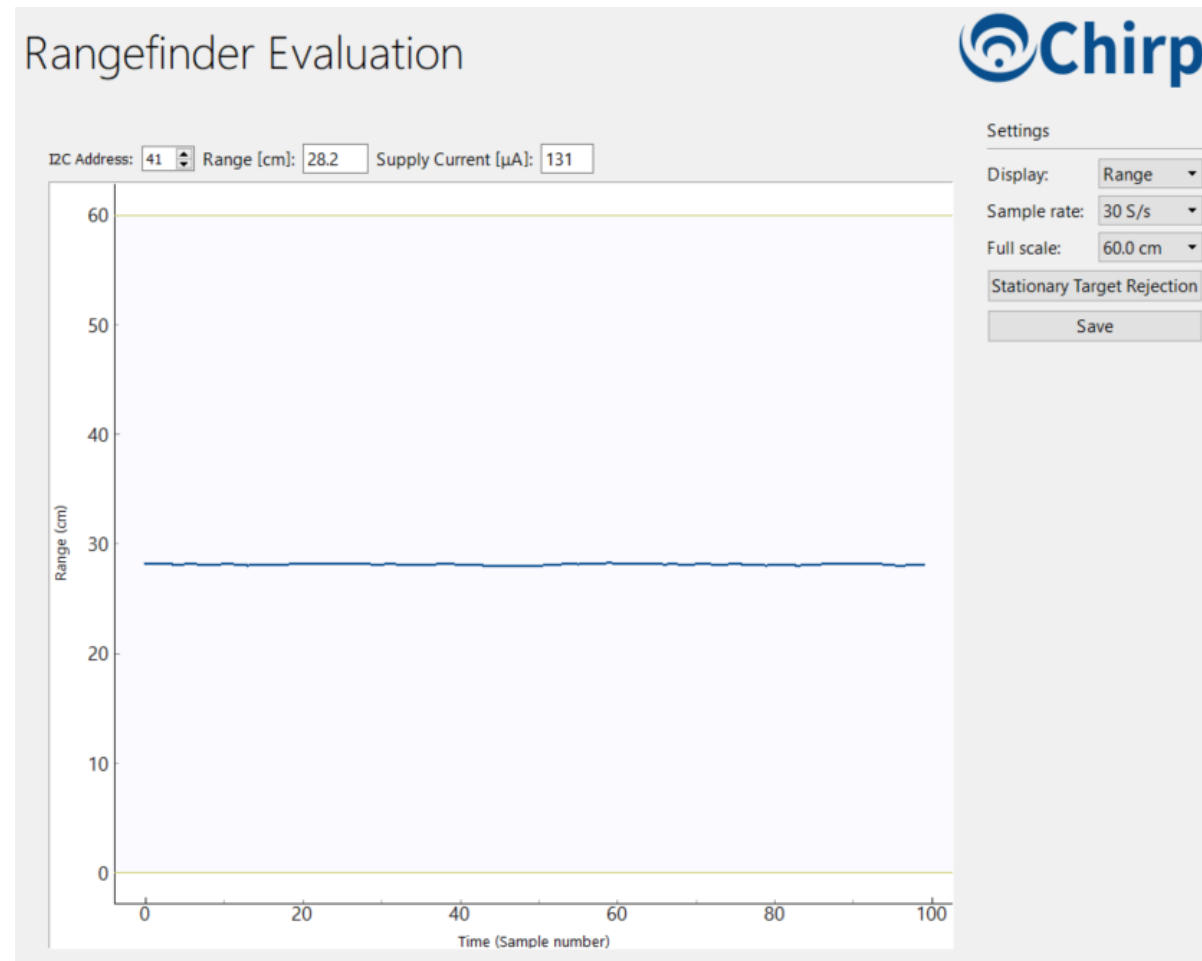 Rangefinder Evaluation
Chirp
I2C Address: 41 Range [cm]: 28.2 Supply Current [µA]: 131
Settings
Display: Range
Sample rate: 30 S/s
Full scale: 60.0 cm
Stationary Target Rejection
Save
60
50
40
30
20
10
0
Range (cm)
0 20 40 60 80 100
Time (Sample number)